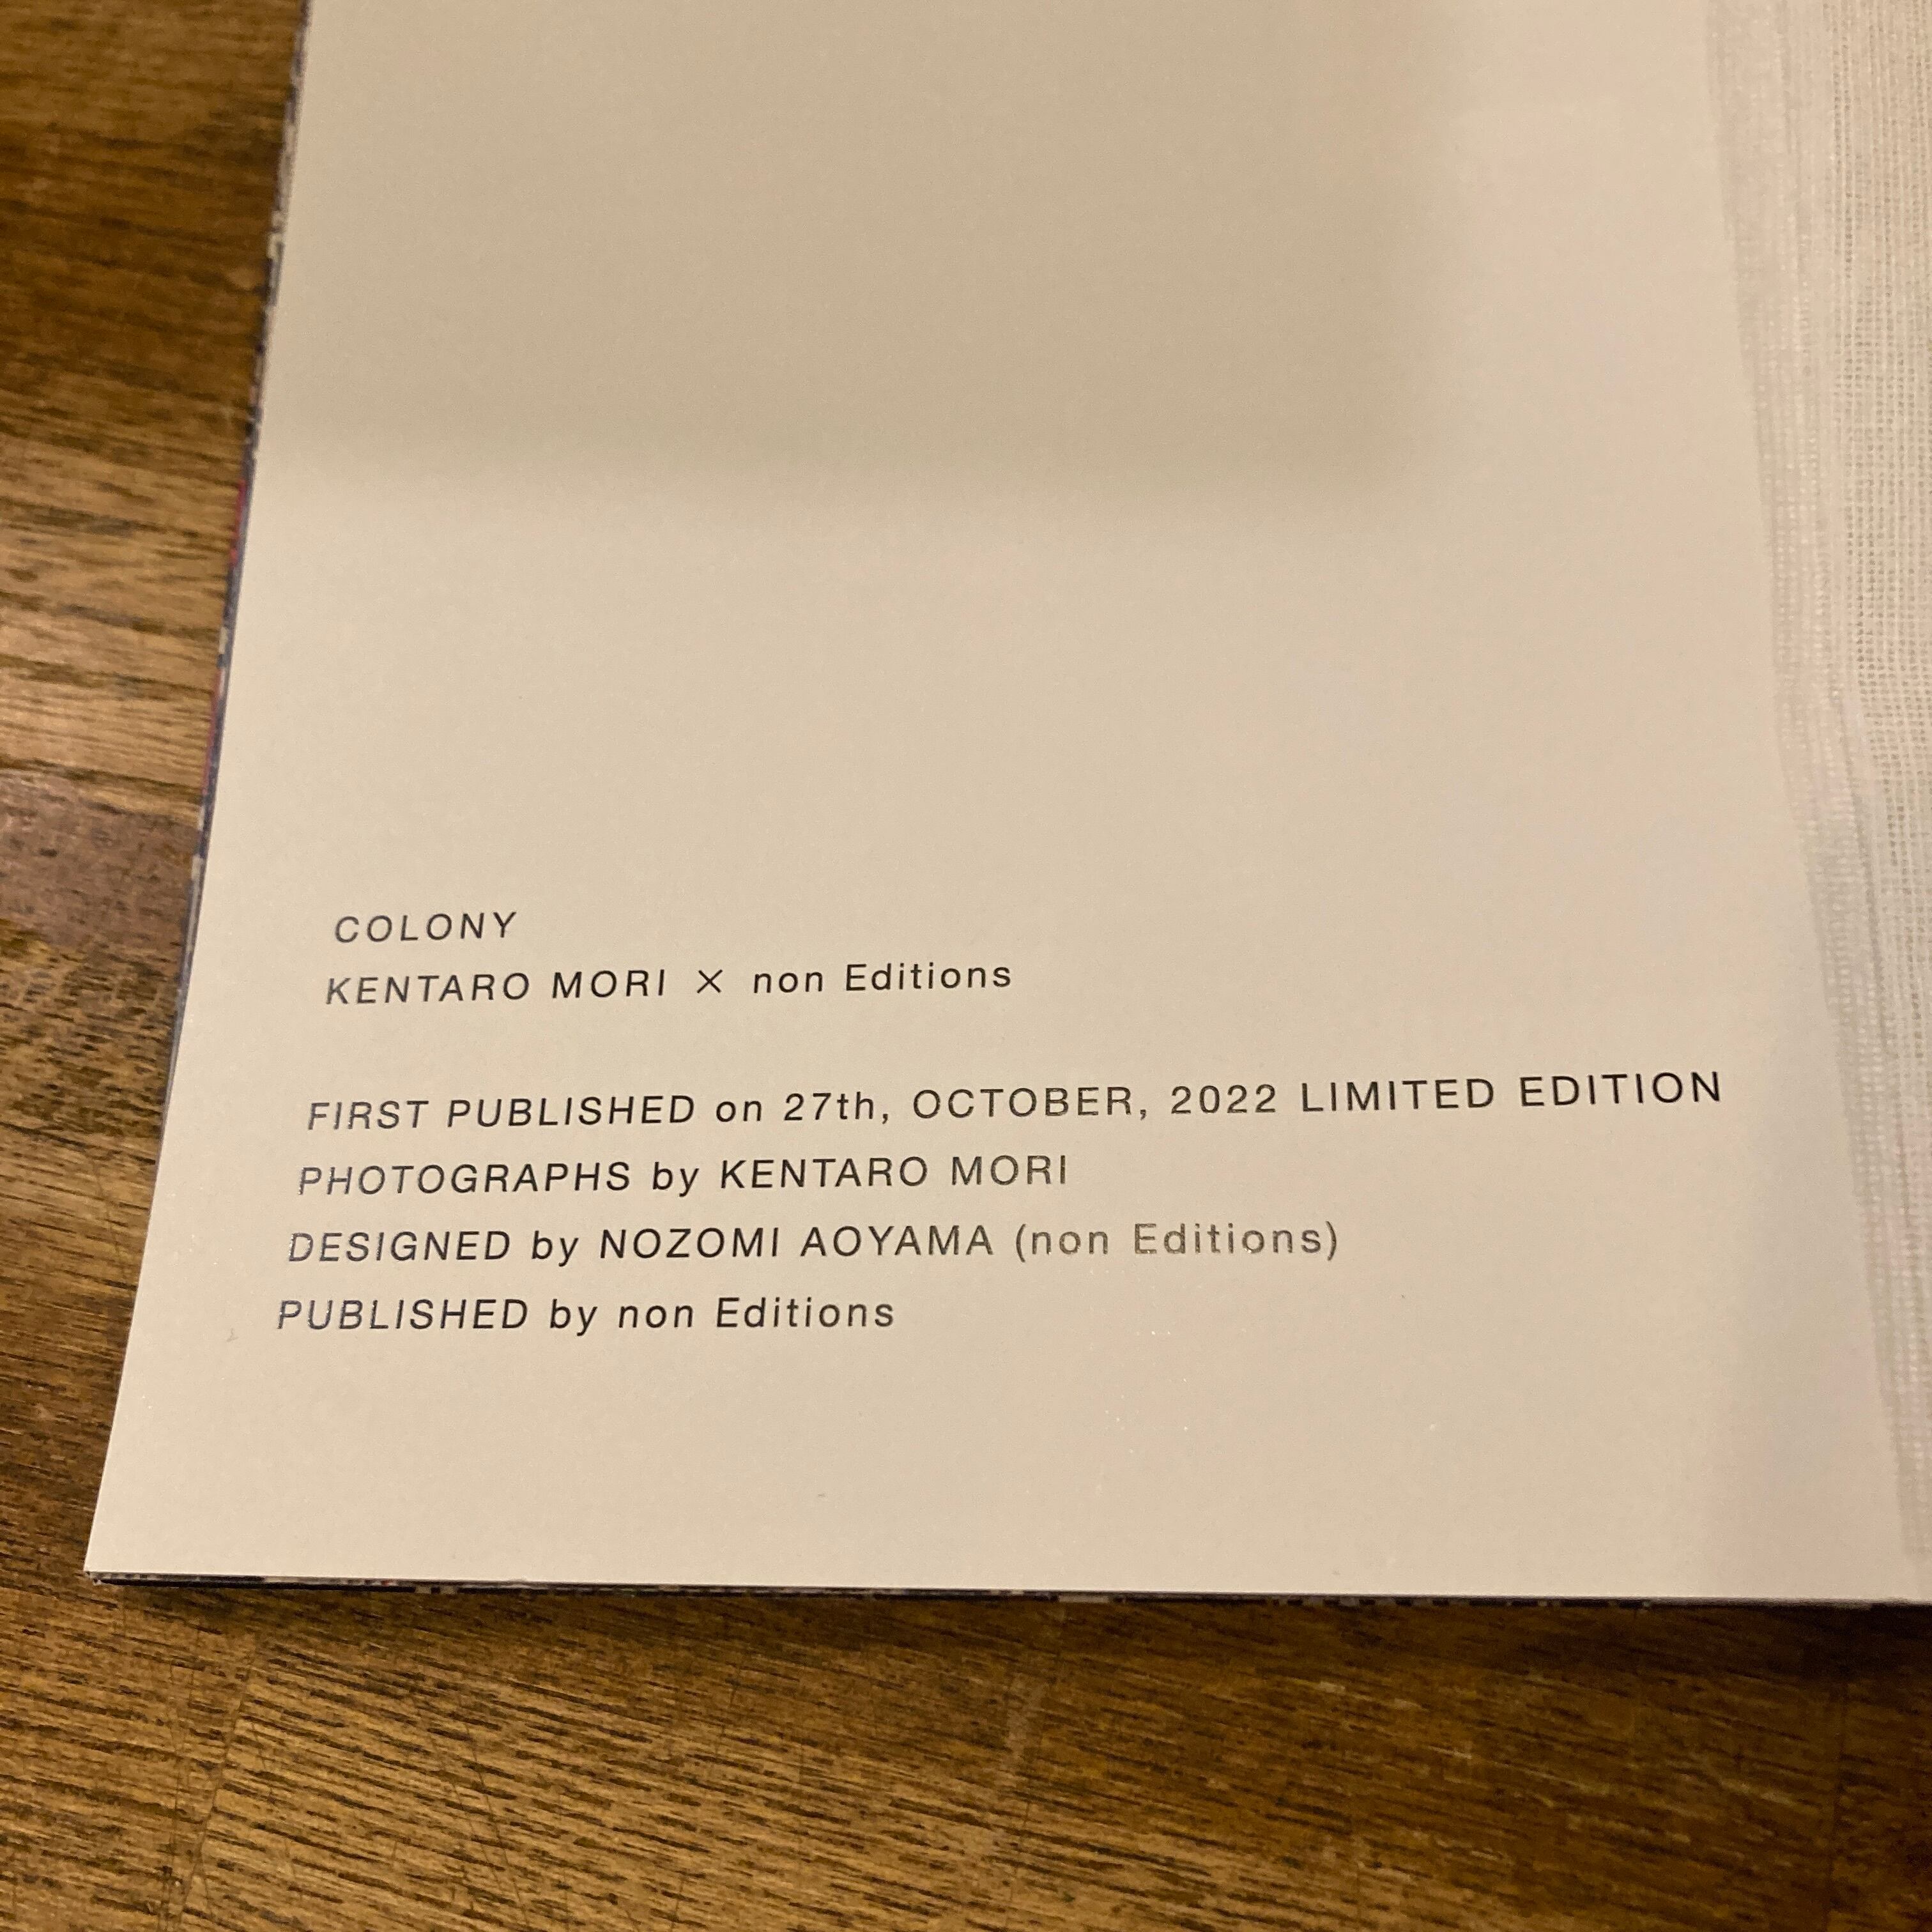 COLONY
KENTARO MORI × non Editions
FIRST PUBLISHED on 27th, OCTOBER, 2022 LIMITED EDITION
PHOTOGRAPHS by KENTARO MORI
DESIGNED by NOZOMI AOYAMA (non Editions)
PUBLISHED by non Editions